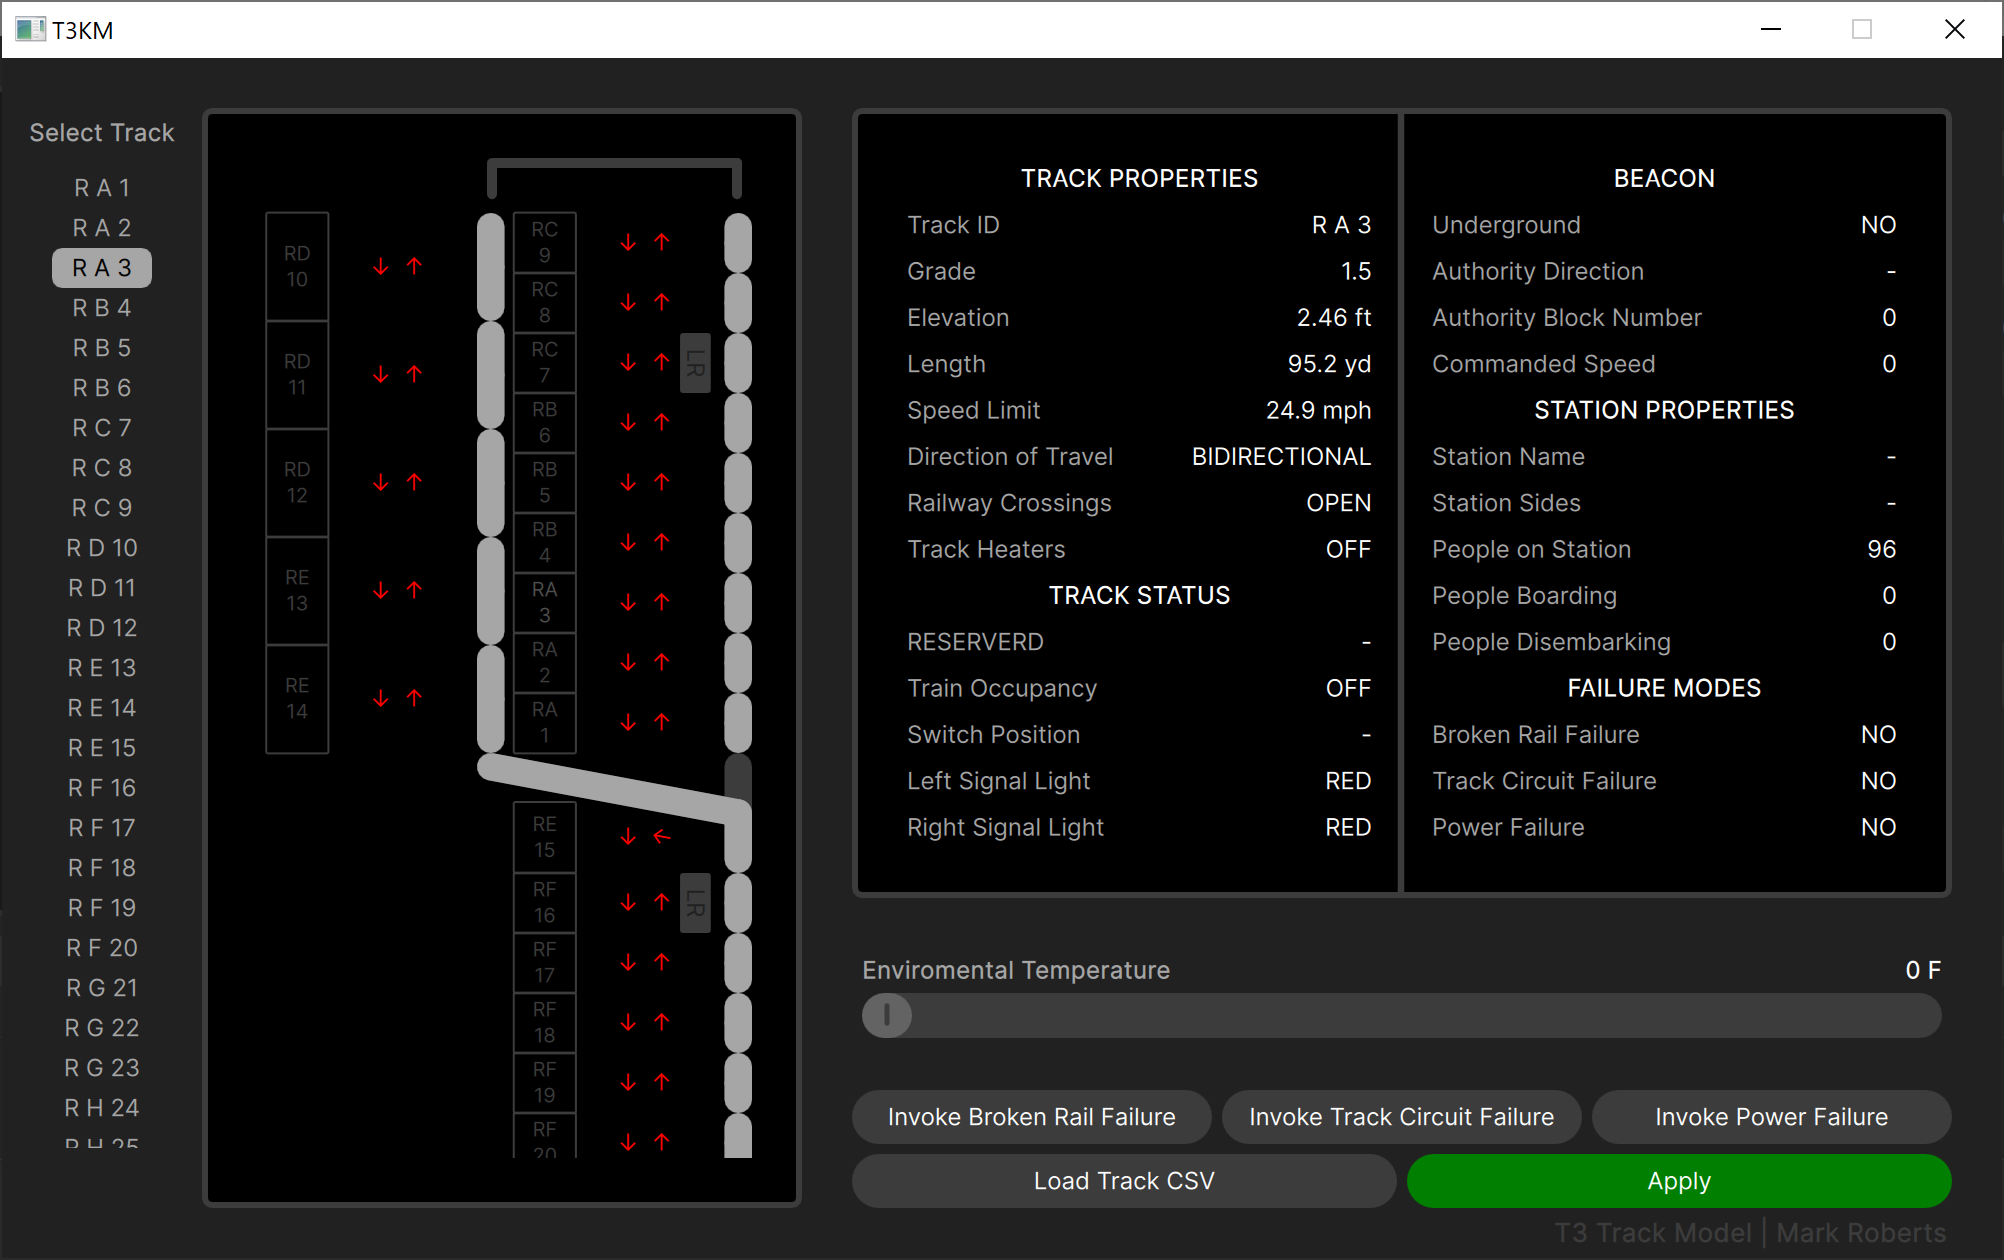 T3KM
Select Track
R A 1
R A 2
R A 3
R B 4
R B 5
R B 6
R C 7
R C 8
R C 9
R D 10
R D 11
R D 12
R E 13
R E 14
R E 15
R F 16
R F 17
R F 18
R F 19
R F 20
R G 21
R G 22
R G 23
R H 24
R H 25
RD
10
RD
11
RD
12
RE
13
RE
14
RC
9
RC
8
RC
7
RB
6
RB
5
RB
4
RA
3
RA
2
RA
1
RE
15
RF
16
RF
17
RF
18
RF
19
RF
20
LR
LR
TRACK PROPERTIES
Track ID R A 3
Grade 1.5
Elevation 2.46 ft
Length 95.2 yd
Speed Limit 24.9 mph
Direction of Travel BIDIRECTIONAL
Railway Crossings OPEN
Track Heaters OFF
TRACK STATUS
RESERVERD -
Train Occupancy OFF
Switch Position -
Left Signal Light RED
Right Signal Light RED
BEACON
Underground NO
Authority Direction -
Authority Block Number 0
Commanded Speed 0
STATION PROPERTIES
Station Name -
Station Sides -
People on Station 96
People Boarding 0
People Disembarking 0
FAILURE MODES
Broken Rail Failure NO
Track Circuit Failure NO
Power Failure NO
Enviromental Temperature 0 F
Invoke Broken Rail Failure
Invoke Track Circuit Failure
Invoke Power Failure
Load Track CSV
Apply
T3 Track Model | Mark Roberts